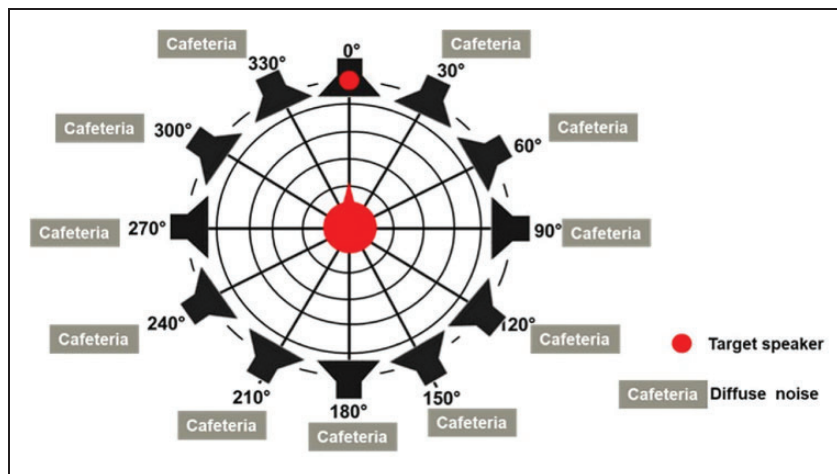 Cafeteria
330°
0°
Cafeteria
30°
Cafeteria
300°
Cafeteria
60°
Cafeteria
270°
90°
Cafeteria
Cafeteria
240°
120°
Cafeteria
Target speaker
Cafeteria
210°
Cafeteria
180°
Cafeteria
150°
Cafeteria
Cafeteria Diffuse noise